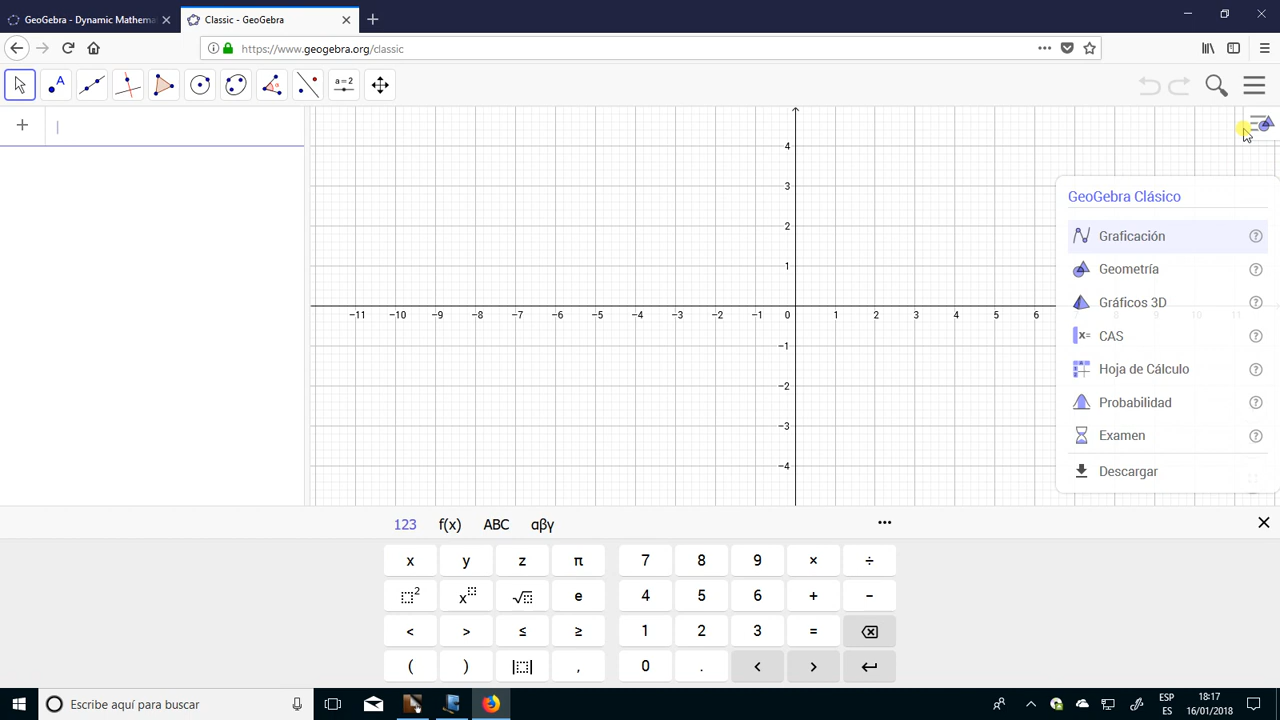 GeoGebra - Dynamic Mathema
Classic - GeoGebra
https://www.geogebra.org/classic
A
a=2
4
3
2
1
-11 -10 -9 -8 -7 -6 -5 -4 -3 -2 -1 0 1 2 3 4 5 6
-1
-2
-3
-4
GeoGebra Clásico
Graficación
Geometría
Gráficos 3D
CAS
Hoja de Cálculo
Probabilidad
Examen
Descargar
123 f(x) ABC αβγ
x y z π 7 8 9 × ÷
e 4 5 6 + −
< > ≤ ≥ 1 2 3 =
( ) , 0 . < >
Escribe aquí para buscar
ESP
ES
18:17
16/01/2018